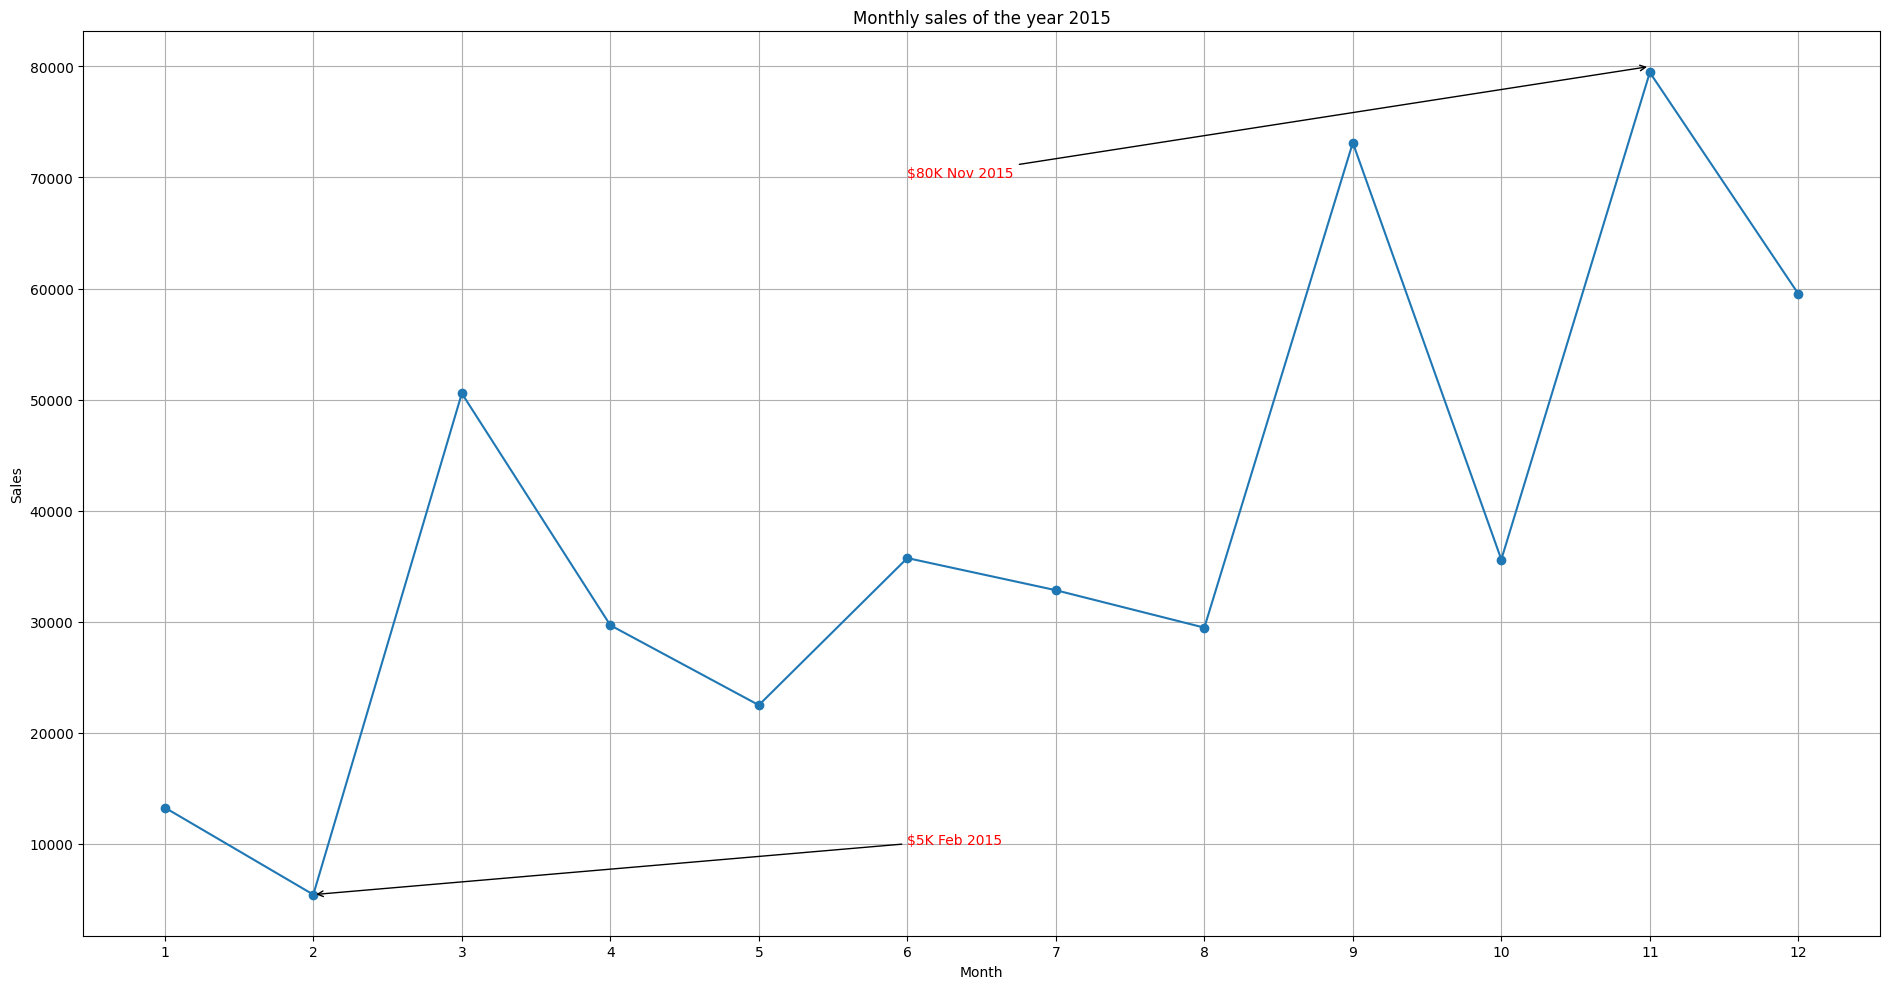 Monthly sales of the year 2015
80000
70000
60000
50000
40000
30000
20000
10000
Sales
$80K Nov 2015
$5K Feb 2015
1 2 3 4 5 6 7 8 9 10 11 12
Month